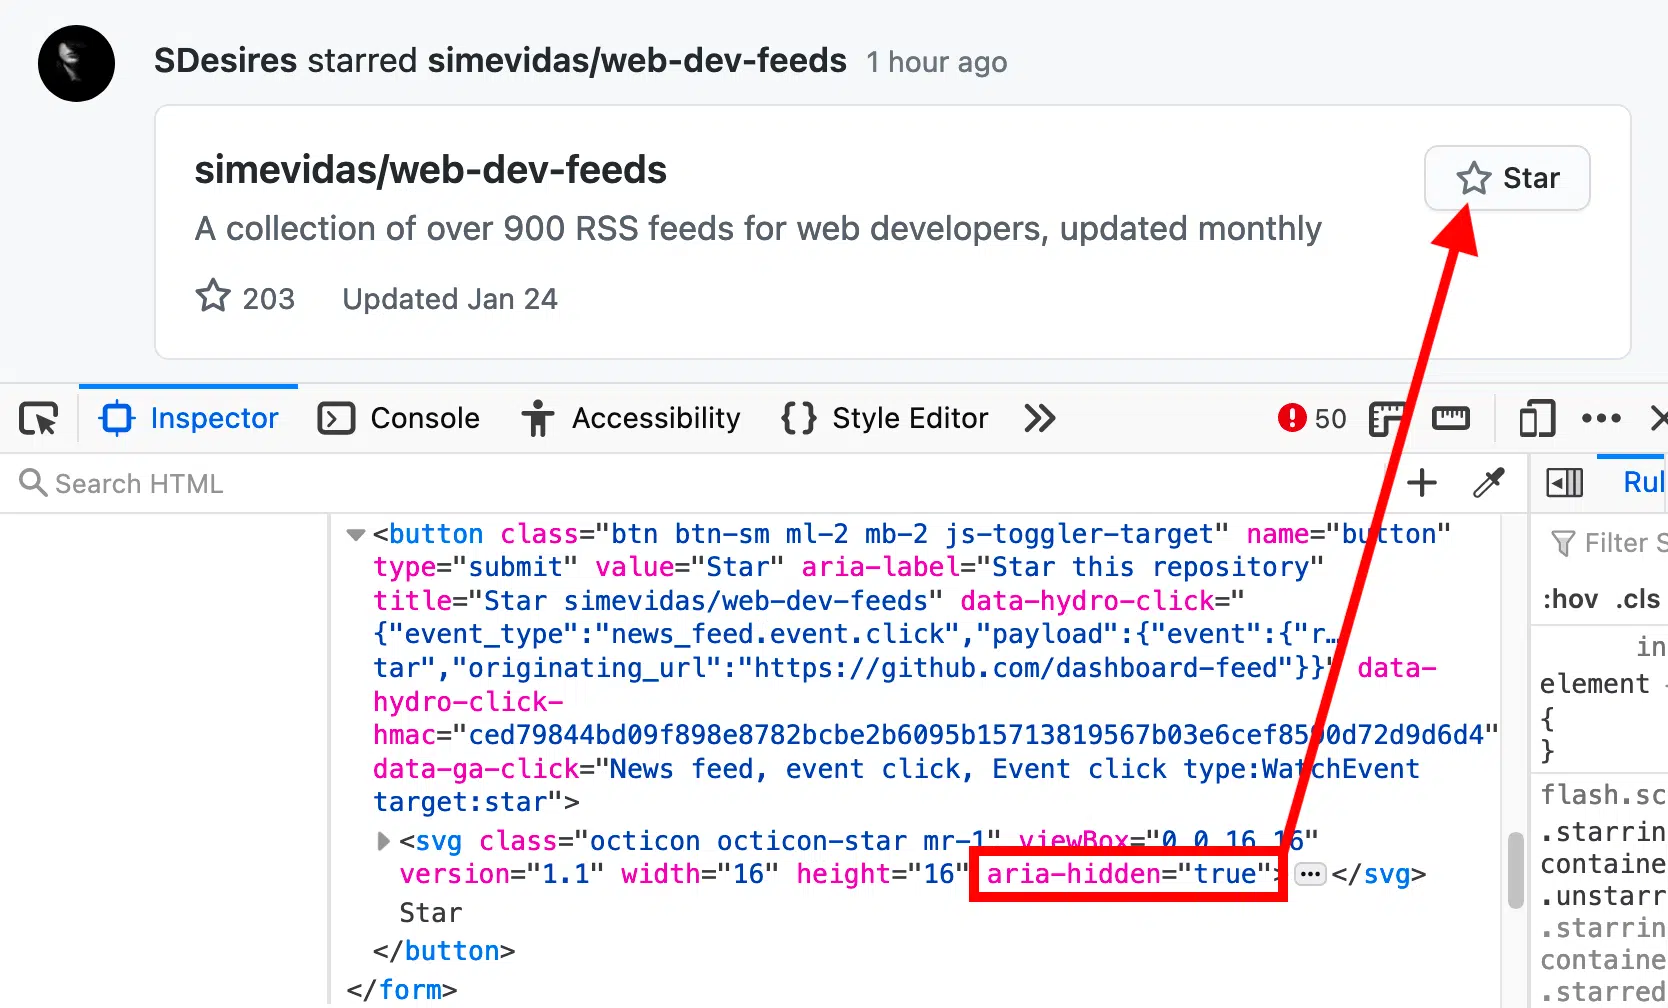 SDesires starred simevidas/web-dev-feeds 1 hour ago
simevidas/web-dev-feeds
Star
A collection of over 900 RSS feeds for web developers, updated monthly
203 Updated Jan 24
Inspector Console Accessibility Style Editor 50
Search HTML
Rul
<button class="btn btn-sm ml-2 mb-2 js-toggler-target" name="button"
type="submit" value="Star" aria-label="Star this repository"
title="Star simevidas/web-dev-feeds" data-hydro-click="
{"event_type":"news_feed.event.click","payload":{"event":{"r…
tar","originating_url":"https://github.com/dashboard-feed"}}" data-
hydro-click-
hmac="ced79844bd09f898e8782bcbe2b6095b15713819567b03e6cef8590d72d9d6d4"
data-ga-click="News feed, event click, Event click type:WatchEvent
target:star">
<svg class="octicon octicon-star mr-1" viewBox="0 0 16 16"
version="1.1" width="16" height="16" aria-hidden="true"> ••• </svg>
Star
</button>
</form>
Filter S
:hov .cls
in
element
{
}
flash.sc
.starrin
containe
.unstarr
.starrin
containe
.starred